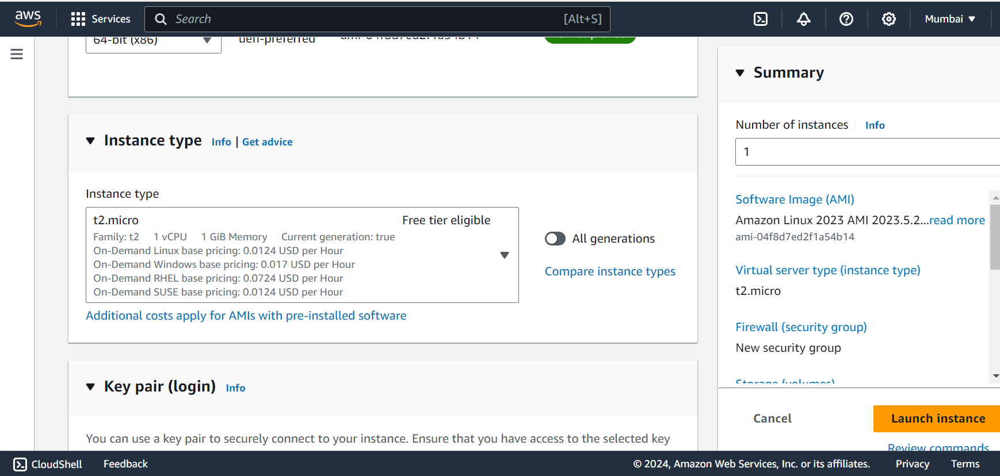 aws Services Search [Alt+S] Mumbai
64-bit (x86) uefi-preferred
Instance type Info | Get advice
Instance type
t2.micro Free tier eligible
Family: t2 1 vCPU 1 GiB Memory Current generation: true
On-Demand Linux base pricing: 0.0124 USD per Hour
On-Demand Windows base pricing: 0.017 USD per Hour
On-Demand RHEL base pricing: 0.0724 USD per Hour
On-Demand SUSE base pricing: 0.0124 USD per Hour
All generations
Compare instance types
Additional costs apply for AMIs with pre-installed software
Key pair (login) Info
You can use a key pair to securely connect to your instance. Ensure that you have access to the selected key
Summary
Number of instances Info
1
Software Image (AMI)
Amazon Linux 2023 AMI 2023.5.2...read more
ami-04f8d7ed2f1a54b14
Virtual server type (instance type)
t2.micro
Firewall (security group)
New security group
Storage (volumes)
Cancel Launch instance
Review commands
CloudShell Feedback © 2024, Amazon Web Services, Inc. or its affiliates. Privacy Terms